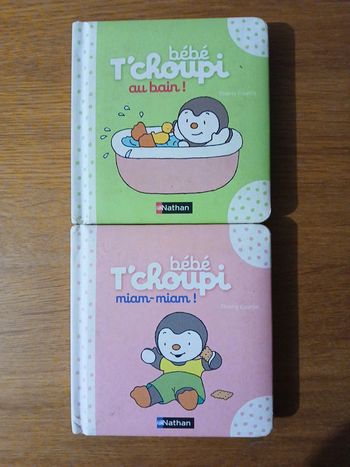 bébé
T'choupi
au bain !
Thierry Courtin
Nathan
bébé
T'choupi
miam-miam !
Thierry Courtin
Nathan